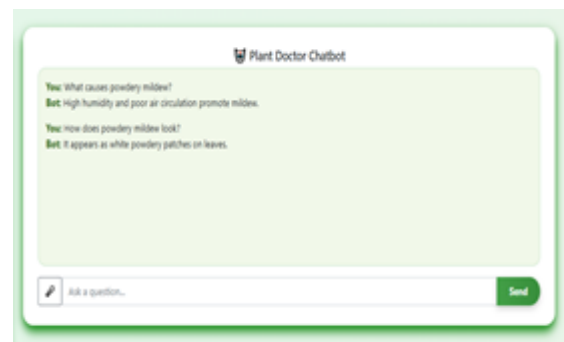 Plant Doctor Chatbot
You: What causes powdery mildew?
Bot: High humidity and poor air circulation promote mildew.
You: How does powdery mildew look?
Bot: It appears as white powdery patches on leaves.
Ask a question...
Send